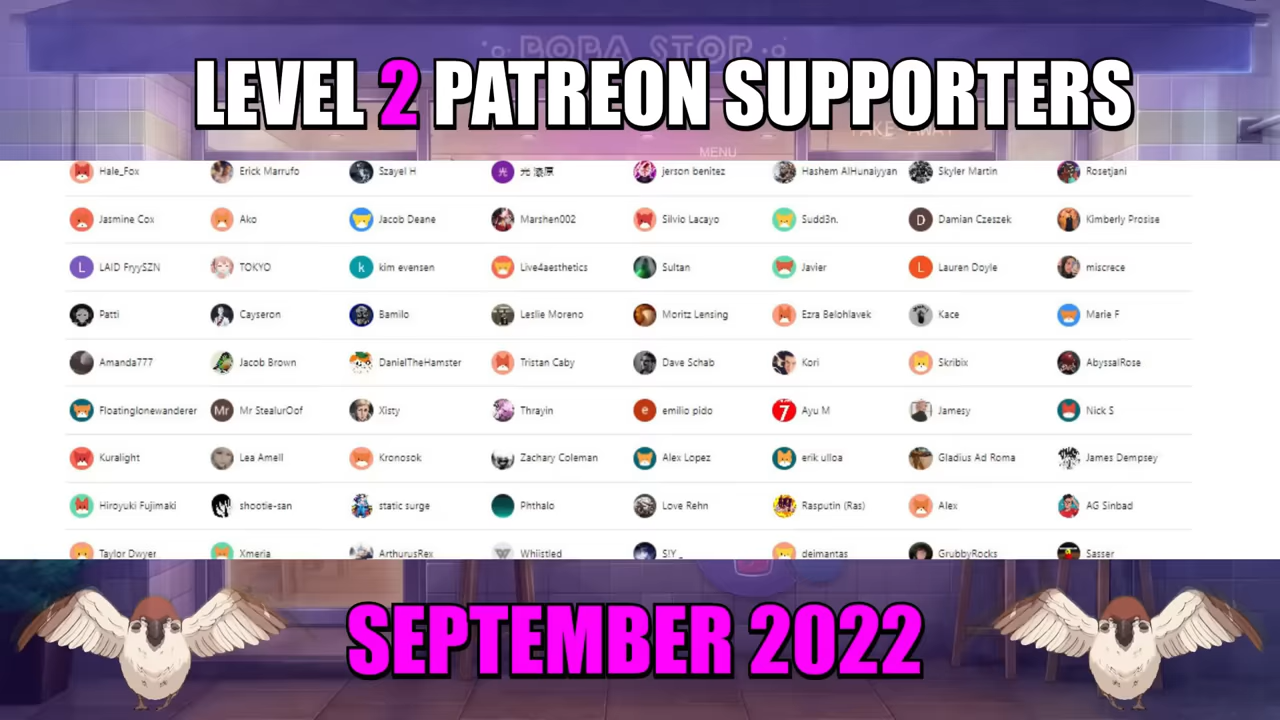 BOBA STOP
LEVEL 2 PATREON SUPPORTERS
TAKE-AWAY
MENU
Hale_Fox Erick Marrufo Szayel H 光 jerson benitez Hashem AlHunaiyyan Skyler Martin Rosetjani
Jasmine Cox Ako Jacob Deane Marshen002 Silvio Lacayo Sudd3n. D Damian Czeszek Kimberly Prosise
L LAID FryySZN TOKYO k kim evensen Live4aesthetics Sultan Javier L Lauren Doyle miscrece
Patti Cayseron Bamilo Leslie Moreno Moritz Lensing Ezra Belohlavek Kace Marie F
Amanda777 Jacob Brown DanielTheHamster Tristan Caby Dave Schab Kori Skribix AbyssalRose
Floatinglonewanderer Mr Mr StealurOof Xisty Thrayin e emilio pido 7 Ayu M Jamesy Nick S
Kuralight Lea Amell Kronosok Zachary Coleman Alex Lopez erik ulloa Gladius Ad Roma James Dempsey
Hiroyuki Fujimaki shootie-san static surge Phthalo Love Rehn Rasputin (Ras) Alex AG Sinbad
Taylor Dwyer Xmeria ArthurusRex W Whiistled S!Y _ deimantas GrubbyRocks Sasser
SEPTEMBER 2022